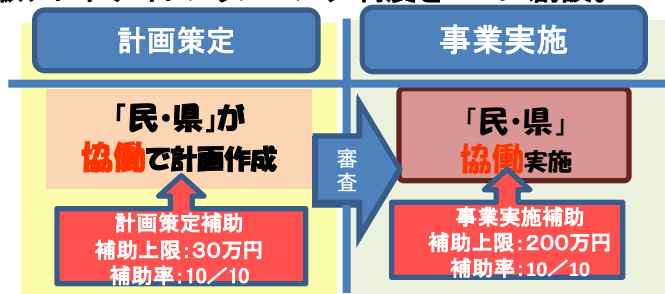 計画策定
事業実施
「民・県」が
協働で計画作成
審査
「民・県」
協働実施
計画策定補助
補助上限:30万円
補助率:10/10
事業実施補助
補助上限:200万円
補助率:10/10